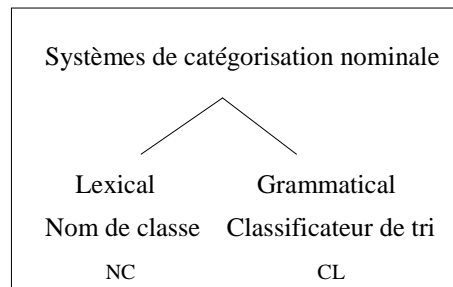 Systèmes de catégorisation nominale
Lexical Grammatical
Nom de classe Classificateur de tri
NC CL